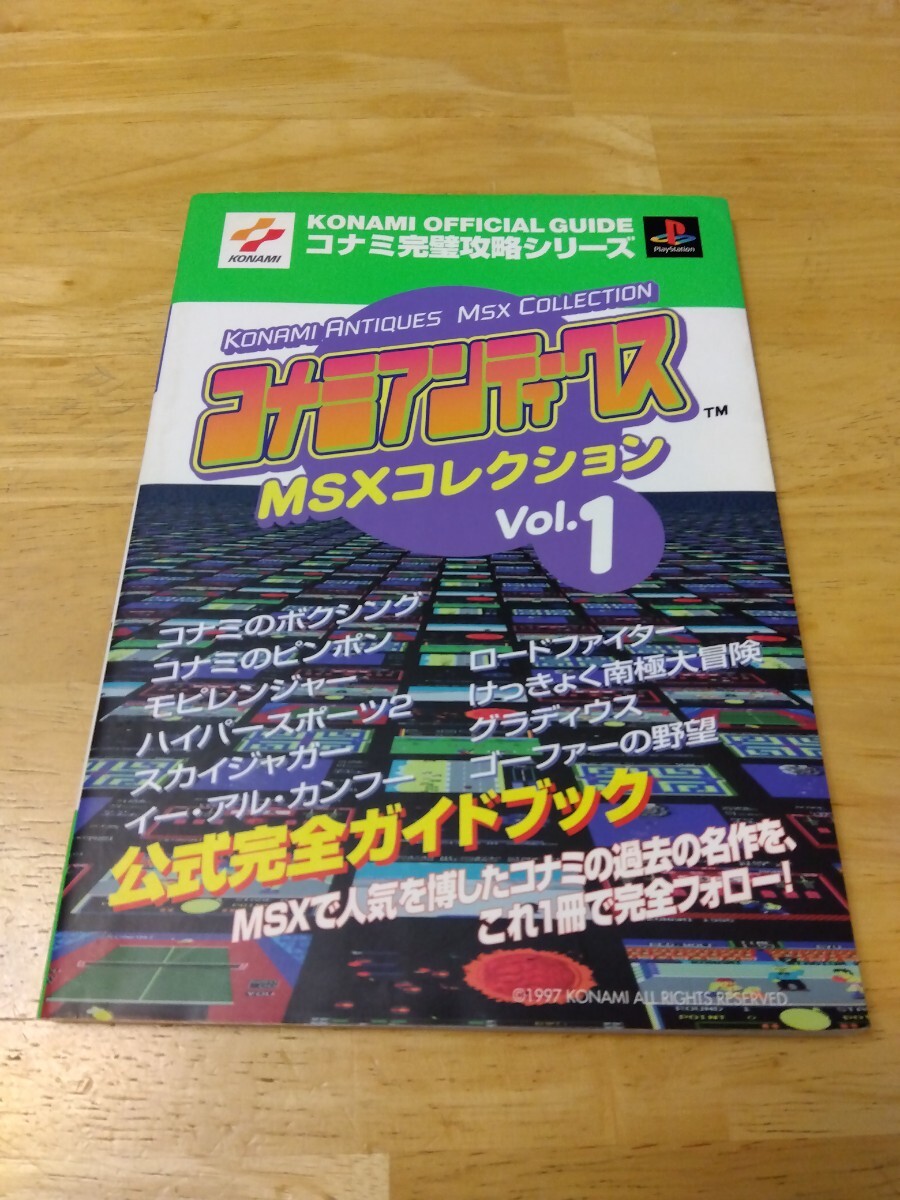 KONAMI
KONAMI OFFICIAL GUIDE
コナミ完璧攻略シリーズ
PlayStation
KONAMI ANTIQUES MSX COLLECTION
コナミアンティークス
TM
MSXコレクション
Vol.1
コナミのボクシング
コナミのピンポン
モピレンジャー
ハイパースポーツ2
スカイジャガー
イー・アル・カンフー
ロードファイター
けっきょく南極大冒険
グラディウス
ゴーファーの野望
公式完全ガイドブック
MSXで人気を博したコナミの過去の名作を、
これ1冊で完全フォロー!
©1997 KONAMI ALL RIGHTS RESERVED